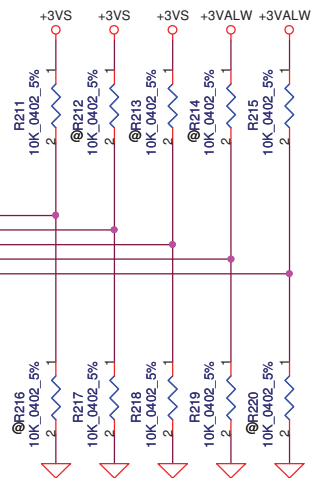 +3VS +3VS +3VS +3VALW +3VALW
1 1 1 1 1
R211
10K_0402_5%
@R212
10K_0402_5%
@R213
10K_0402_5%
@R214
10K_0402_5%
R215
10K_0402_5%
2 2 2 2 2
1 1 1 1 1
@R216
10K_0402_5%
R217
10K_0402_5%
R218
10K_0402_5%
R219
10K_0402_5%
@R220
10K_0402_5%
2 2 2 2 2